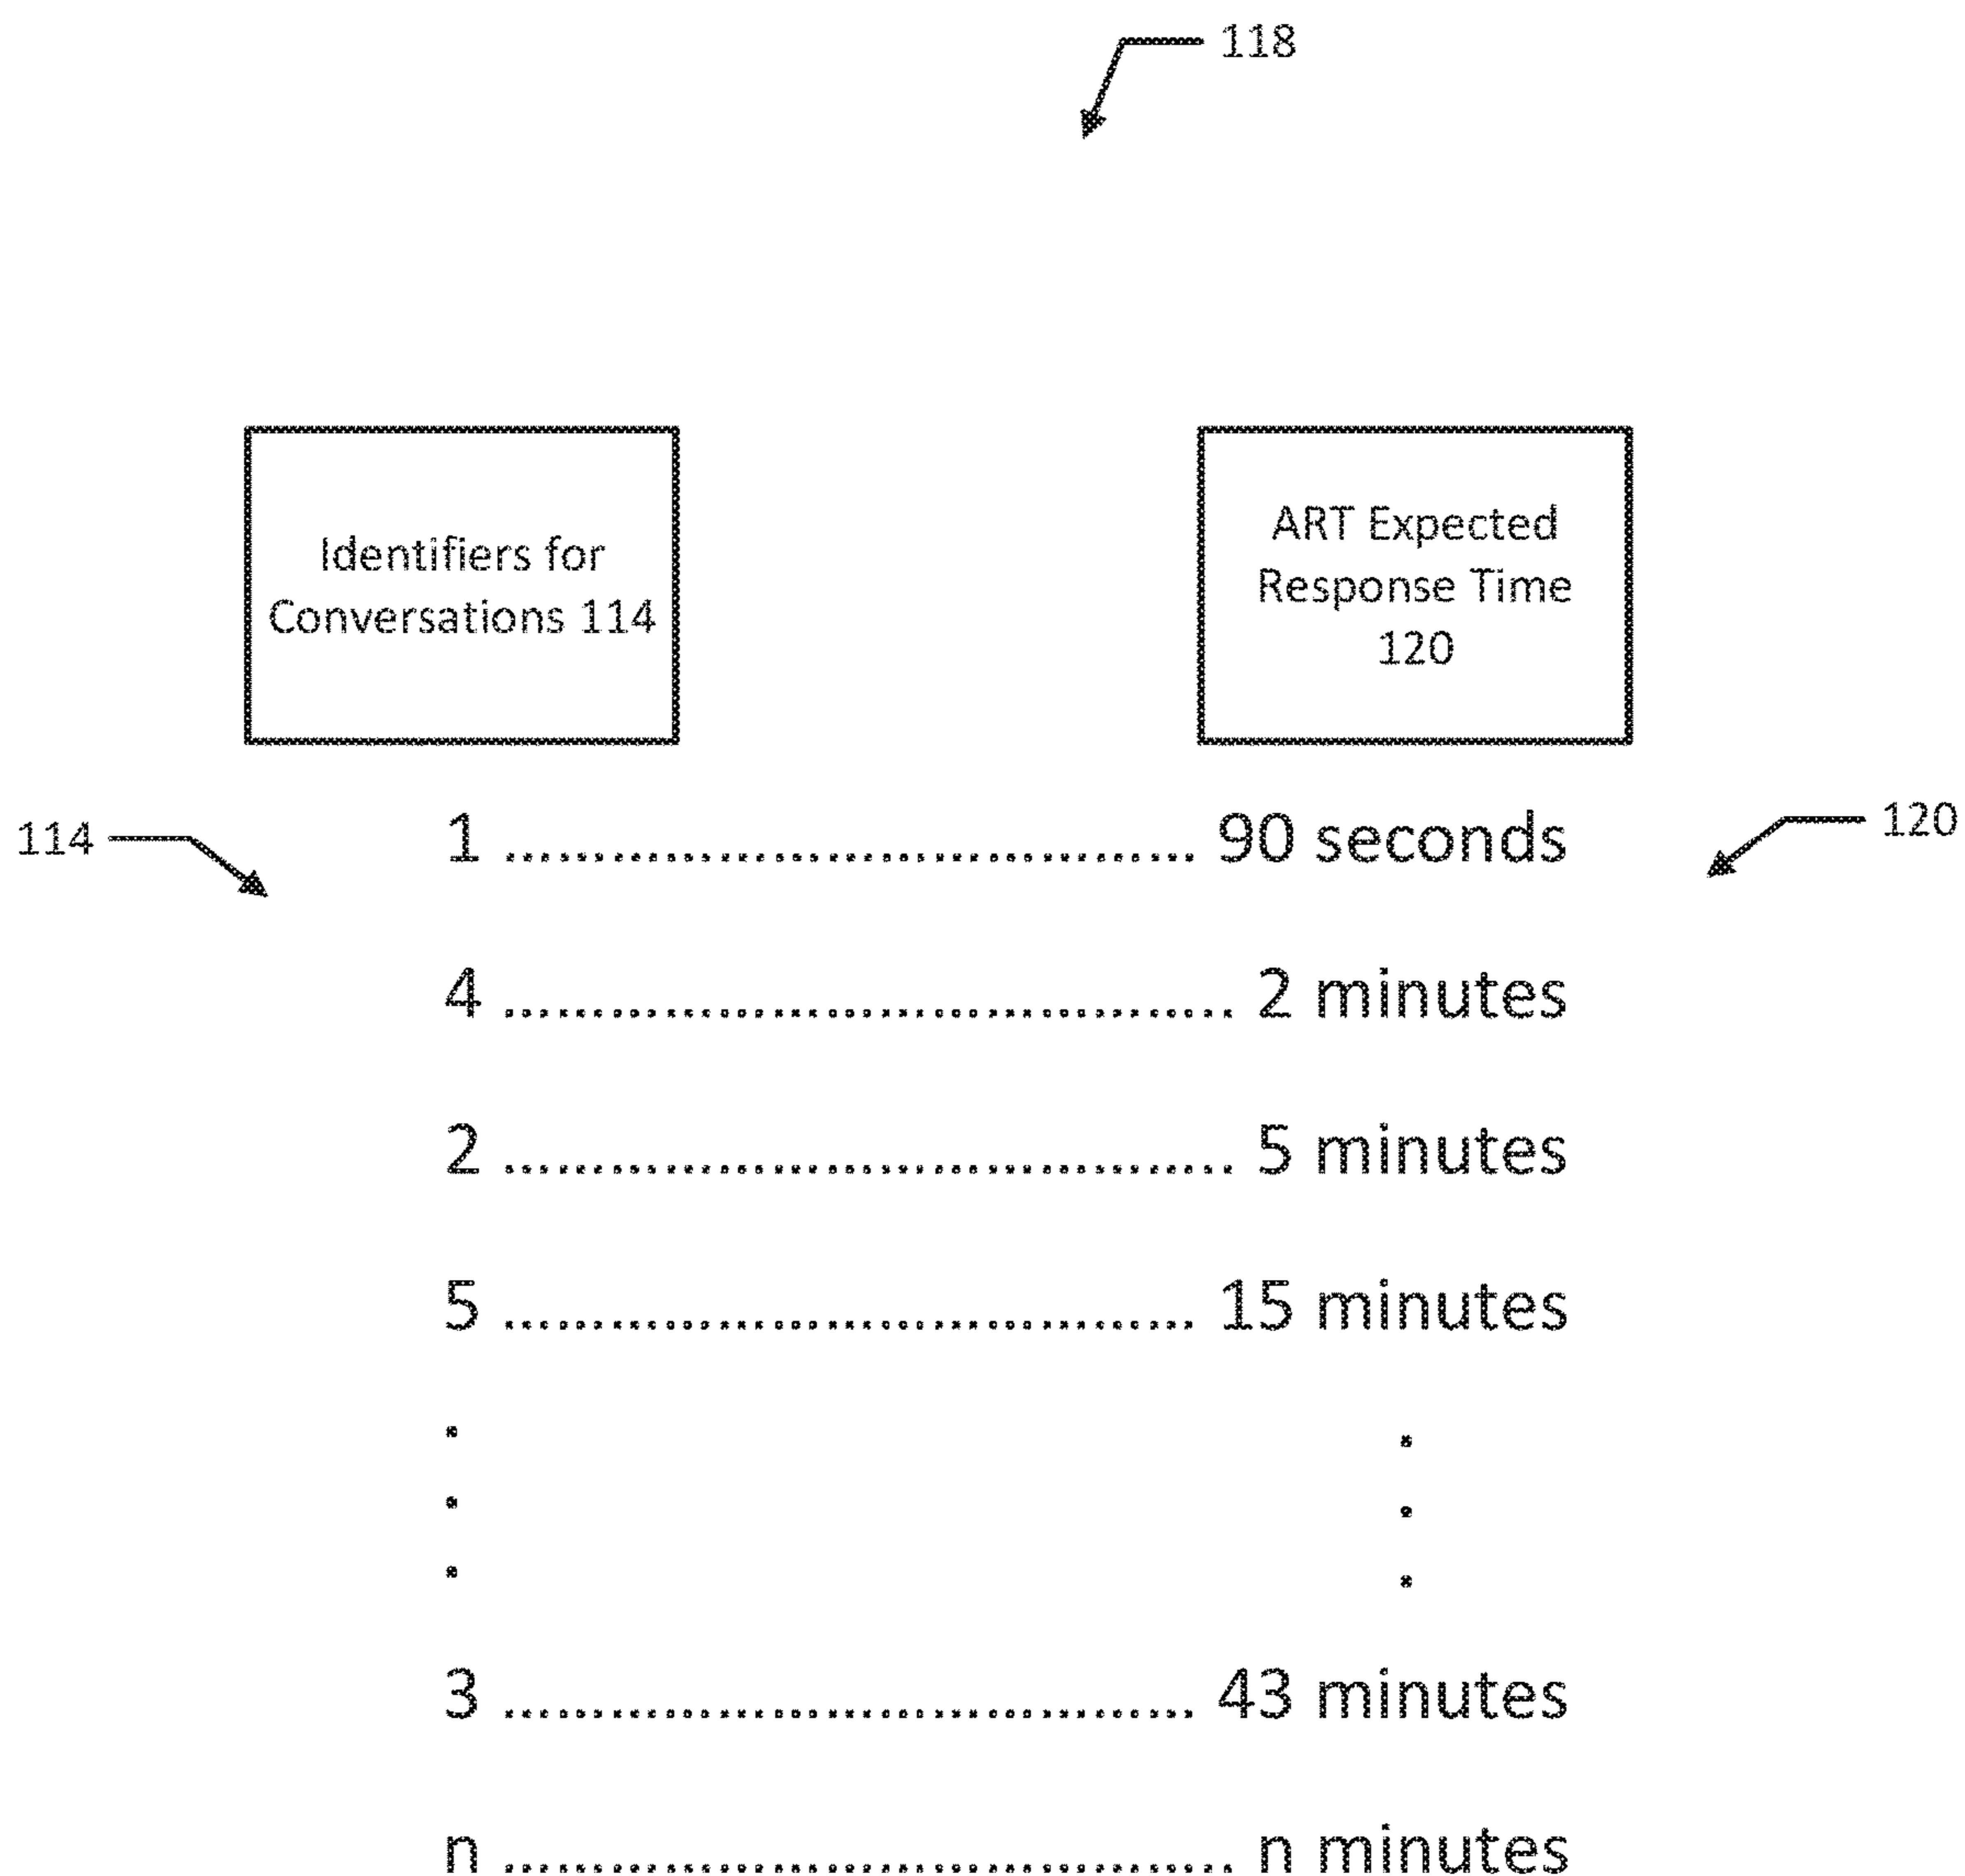 118
Identifiers for
Conversations 114
ART Expected
Response Time
120
114
1 ....................................... 90 seconds
120
4 ......................................... 2 minutes
2 ......................................... 5 minutes
5 ....................................... 15 minutes
.
.
.
.
.
.
3 ....................................... 43 minutes
n ......................................... n minutes